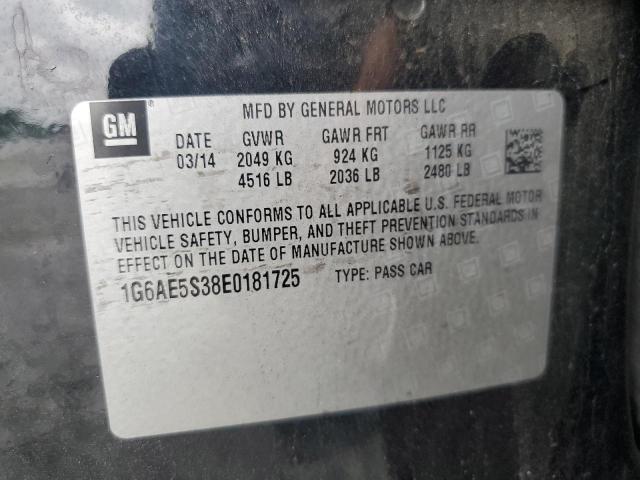 GM
MFD BY GENERAL MOTORS LLC
DATE GVWR GAWR FRT GAWR RR
03/14 2049 KG 924 KG 1125 KG
4516 LB 2036 LB 2480 LB
THIS VEHICLE CONFORMS TO ALL APPLICABLE U.S. FEDERAL MOTOR
VEHICLE SAFETY, BUMPER, AND THEFT PREVENTION STANDARDS IN
EFFECT ON THE DATE OF MANUFACTURE SHOWN ABOVE.
1G6AE5S38E0181725 TYPE: PASS CAR